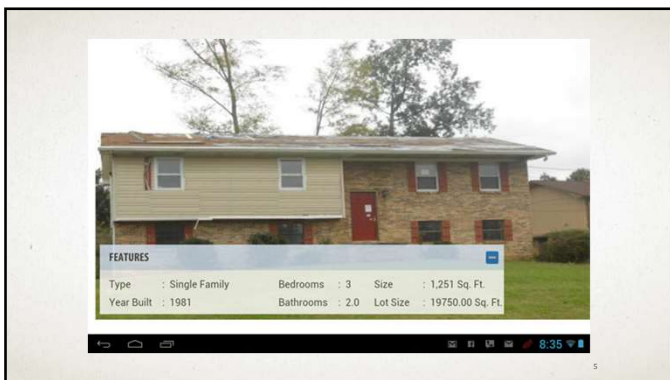 FEATURES
Type : Single Family Bedrooms : 3 Size : 1,251 Sq. Ft.
Year Built : 1981 Bathrooms : 2.0 Lot Size : 19750.00 Sq. Ft.
8:35
5